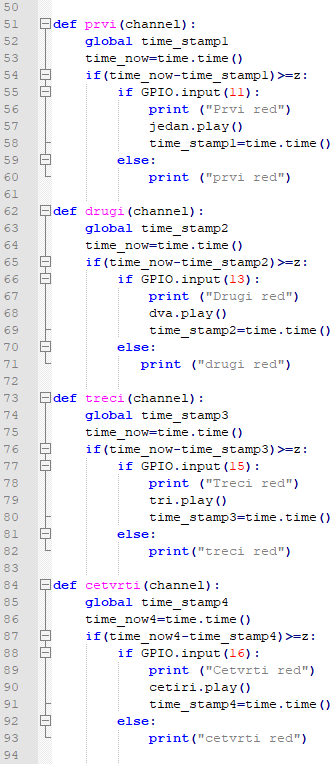 50
51 def prvi(channel):
52     global time_stamp1
53     time_now=time.time()
54     if(time_now-time_stamp1)>=z:
55         if GPIO.input(11):
56             print ("Prvi red")
57             jedan.play()
58             time_stamp1=time.time()
59         else:
60             print ("prvi red")
61
62 def drugi(channel):
63     global time_stamp2
64     time_now=time.time()
65     if(time_now-time_stamp2)>=z:
66         if GPIO.input(13):
67             print ("Drugi red")
68             dva.play()
69             time_stamp2=time.time()
70         else:
71            print ("drugi red")
72
73 def treci(channel):
74     global time_stamp3
75     time_now=time.time()
76     if(time_now-time_stamp3)>=z:
77         if GPIO.input(15):
78             print ("Treci red")
79             tri.play()
80             time_stamp3=time.time()
81         else:
82             print("treci red")
83
84 def cetvrti(channel):
85     global time_stamp4
86     time_now4=time.time()
87     if(time_now4-time_stamp4)>=z:
88         if GPIO.input(16):
89             print ("Cetvrti red")
90             cetiri.play()
91             time_stamp4=time.time()
92         else:
93             print("cetvrti red")
94